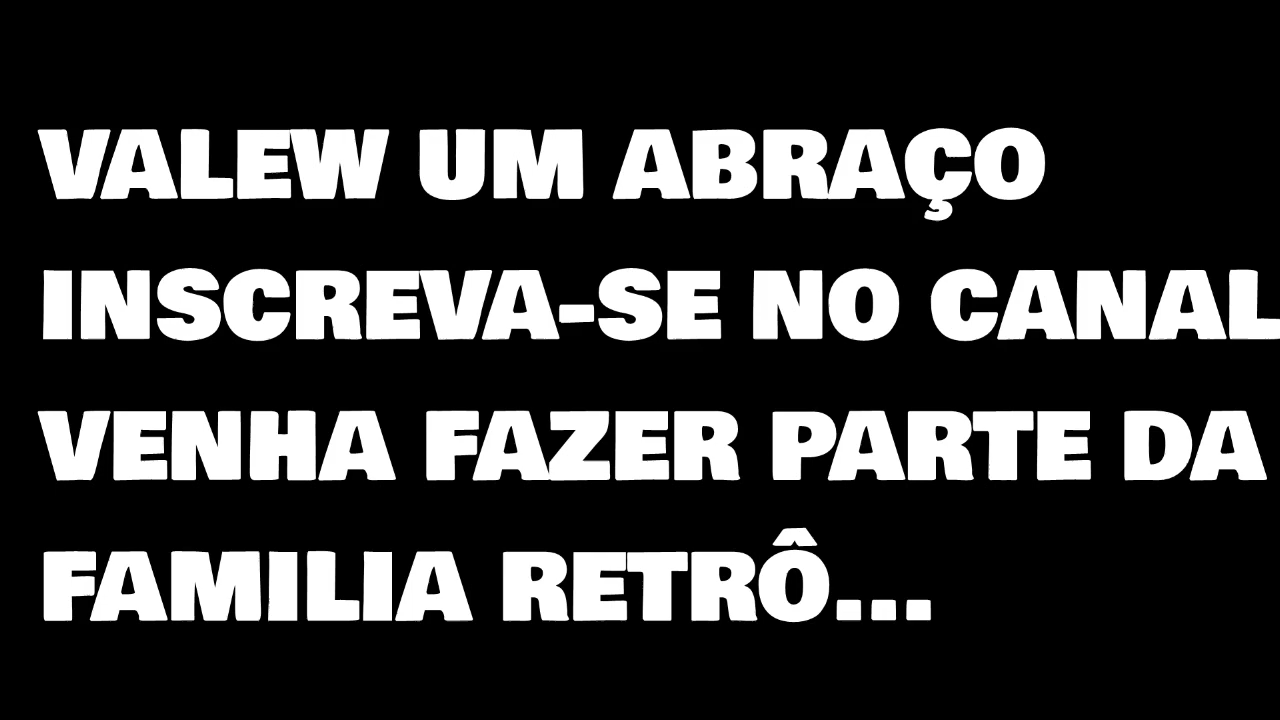 VALEW UM ABRAÇO
INSCREVA-SE NO CANAL
VENHA FAZER PARTE DA
FAMILIA RETRÔ...